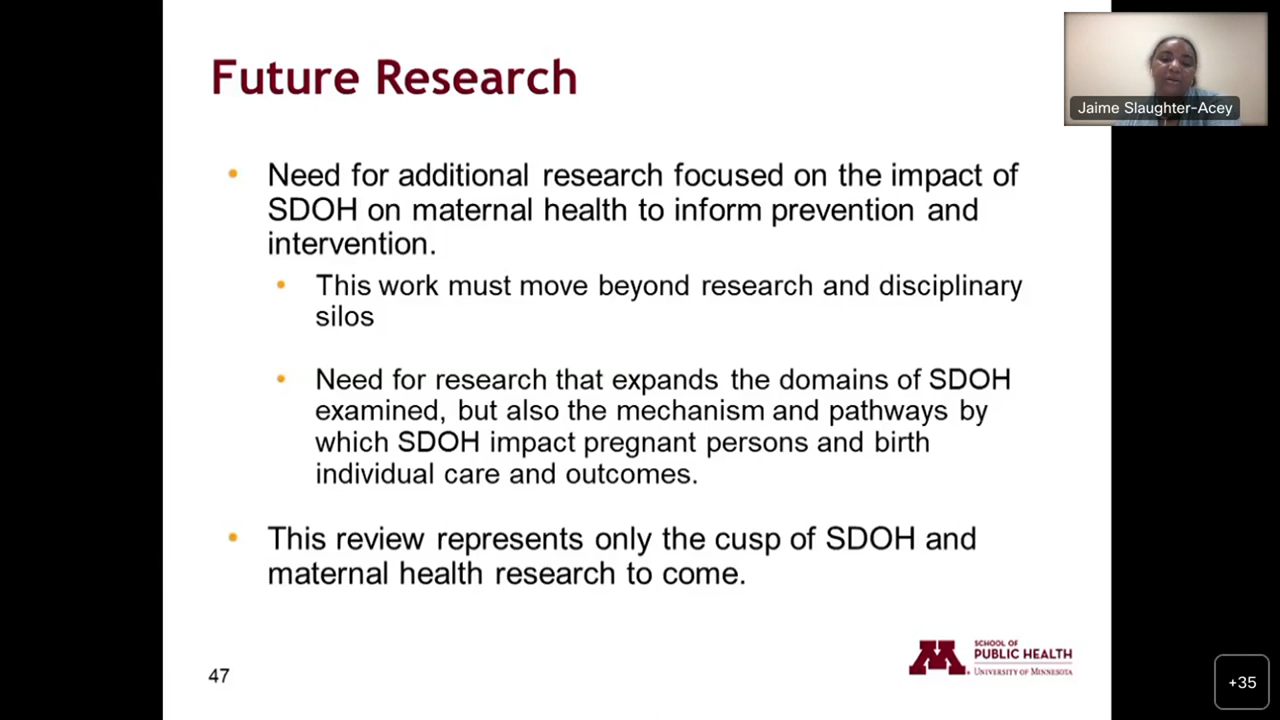 Future Research
Jaime Slaughter-Acey
• Need for additional research focused on the impact of
SDOH on maternal health to inform prevention and
intervention.
• This work must move beyond research and disciplinary
silos
• Need for research that expands the domains of SDOH
examined, but also the mechanism and pathways by
which SDOH impact pregnant persons and birth
individual care and outcomes.
• This review represents only the cusp of SDOH and
maternal health research to come.
47
M
SCHOOL OF
PUBLIC HEALTH
UNIVERSITY OF MINNESOTA
+35